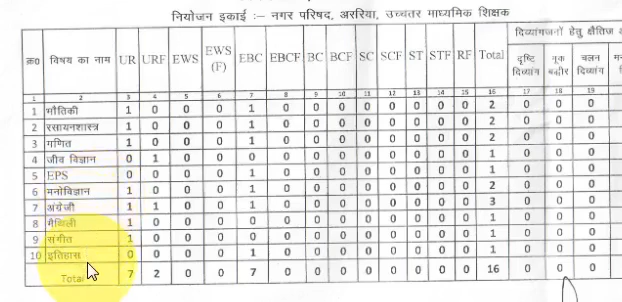 नियोजन इकाई :– नगर परिषद, अररिया, उच्चतर माध्यमिक शिक्षक
दिव्यांगजनों हेतु क्षैतिज
क्र0 विषय का नाम UR URF EWS EWS (F) EBC EBCF BC BCF SC SCF ST STF RF Total दृष्टि दिव्यांग मूक बधीर चलन दिव्यांग
1 2 3 4 5 6 7 8 9 10 11 12 13 14 15 16 17 18 19
1 भौतिकी 1 0 0 0 1 0 0 0 0 0 0 0 0 2 0 0 0
2 रसायनशास्त्र 1 0 0 0 1 0 0 0 0 0 0 0 0 2 0 0 0
3 गणित 1 0 0 0 1 0 0 0 0 0 0 0 0 2 0 0 0
4 जीव विज्ञान 0 1 0 0 0 0 0 0 0 0 0 0 0 1 0 0 0
5 EPS 0 0 0 0 1 0 0 0 0 0 0 0 0 1 0 0 0
6 मनोविज्ञान 1 0 0 0 1 0 0 0 0 0 0 0 0 2 0 0 0
7 अंग्रेजी 1 1 0 0 1 0 0 0 0 0 0 0 0 3 0 0 0
8 मैथिली 1 0 0 0 0 0 0 0 0 0 0 0 0 1 0 0 0
9 संगीत 1 0 0 0 0 0 0 0 0 0 0 0 0 1 0 0 0
10 इतिहास 0 0 0 0 1 0 0 0 0 0 0 0 0 1 0 0 0
Total 7 2 0 0 7 0 0 0 0 0 0 0 0 16 0 0 0